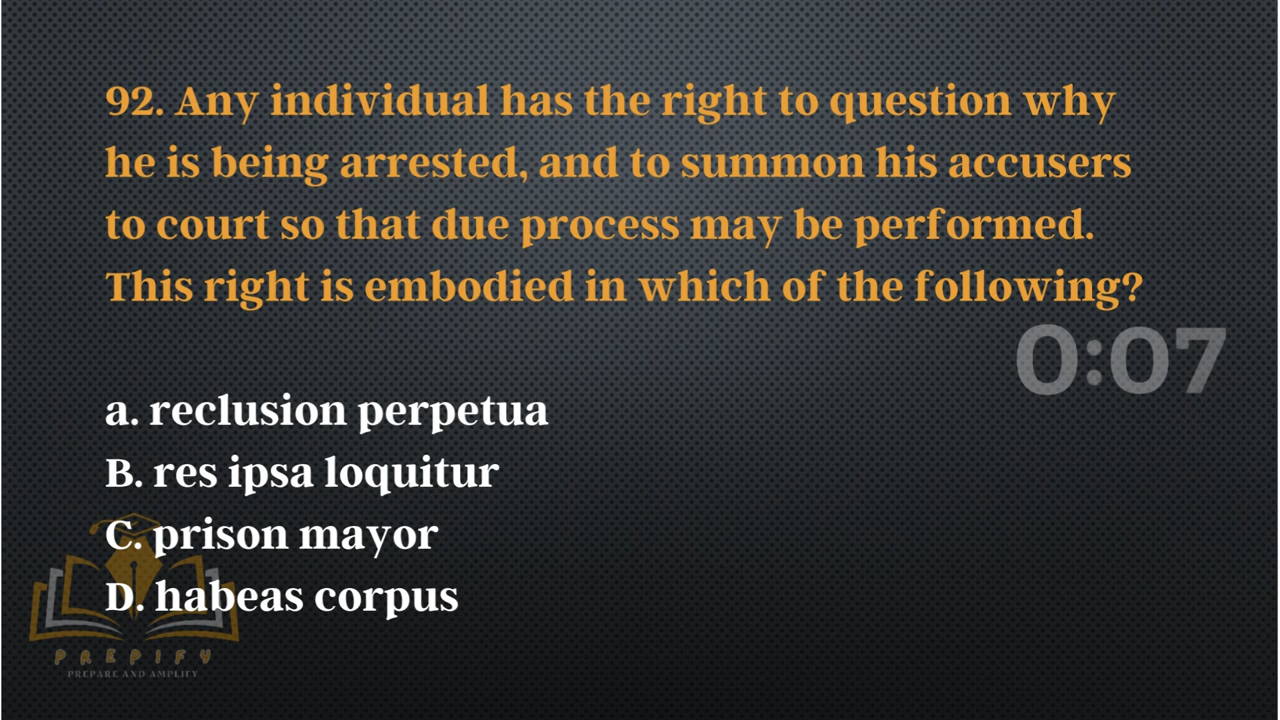 92. Any individual has the right to question why
he is being arrested, and to summon his accusers
to court so that due process may be performed.
This right is embodied in which of the following?
0:07
a. reclusion perpetua
B. res ipsa loquitur
C. prison mayor
D. habeas corpus
PREPIFY
PREPARE AND AMPLIFY